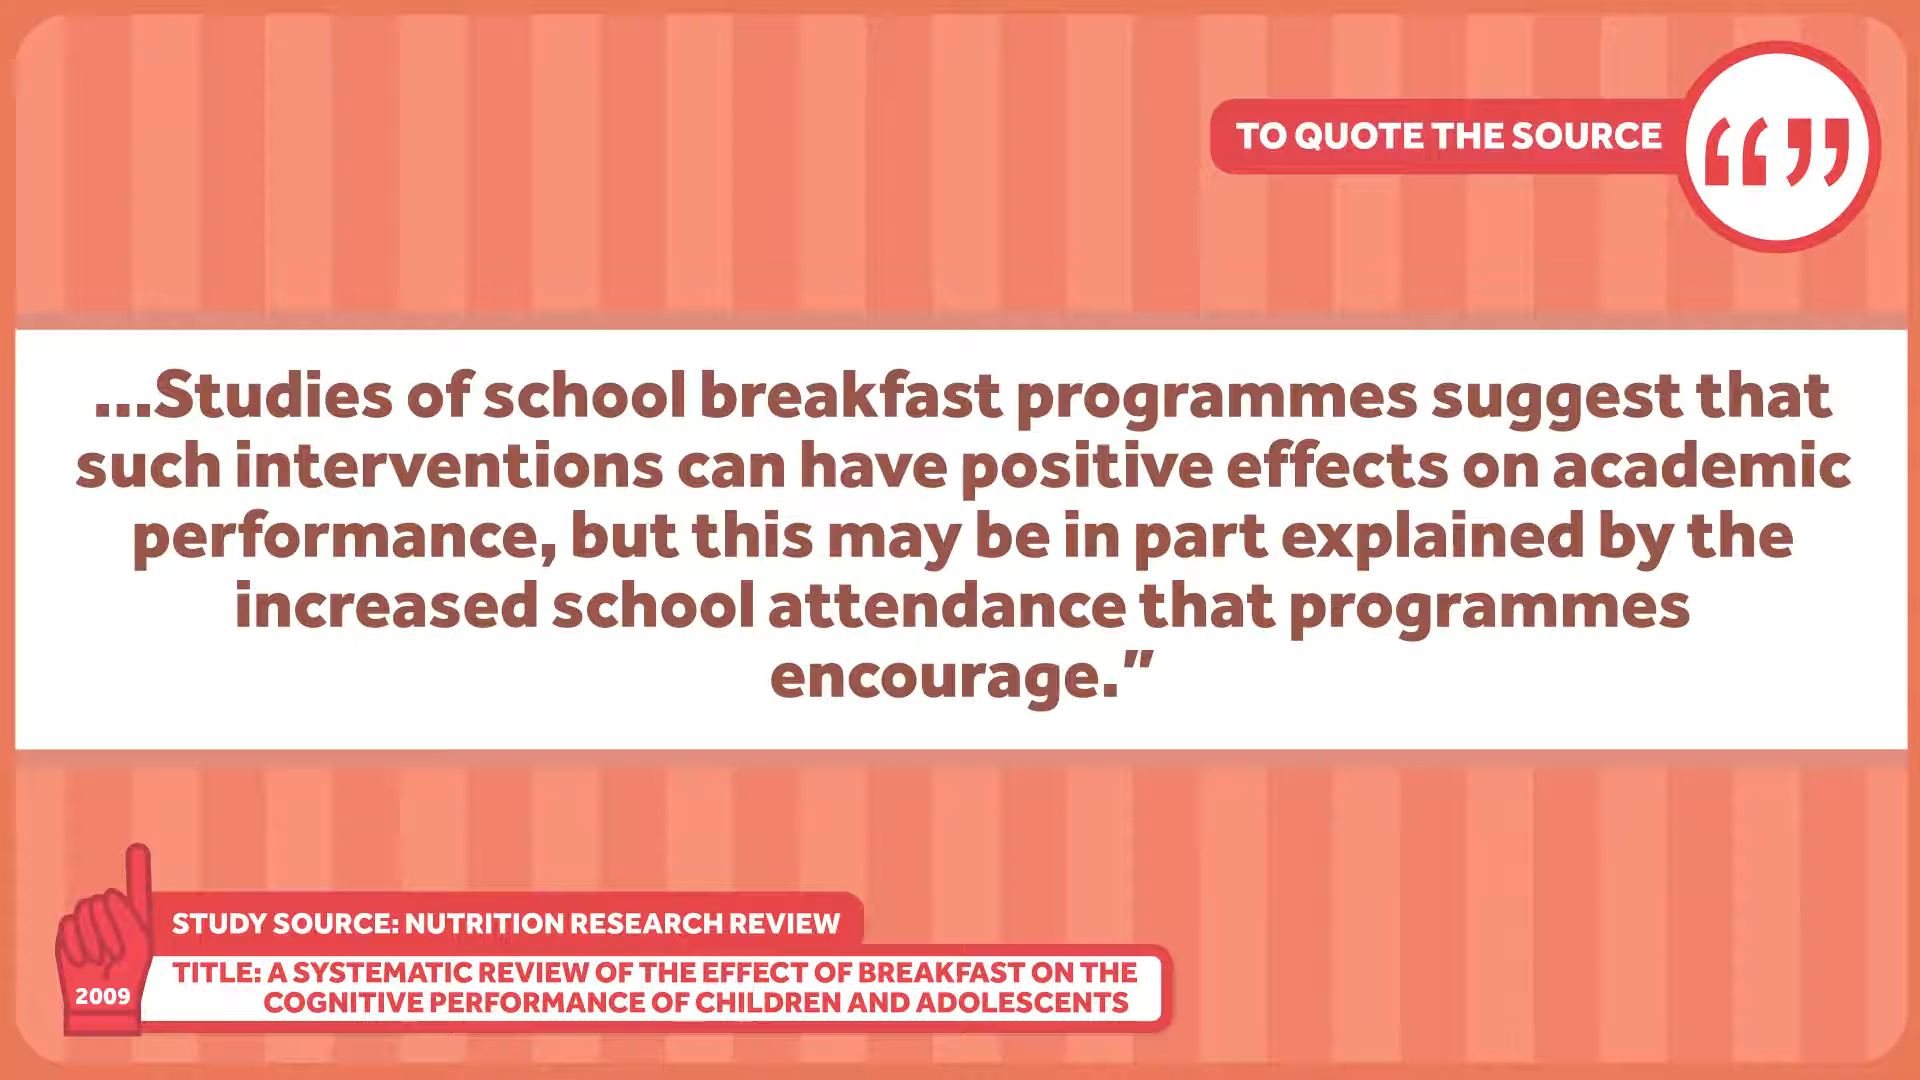 TO QUOTE THE SOURCE
“”
...Studies of school breakfast programmes suggest that
such interventions can have positive effects on academic
performance, but this may be in part explained by the
increased school attendance that programmes
encourage.”
STUDY SOURCE: NUTRITION RESEARCH REVIEW
TITLE: A SYSTEMATIC REVIEW OF THE EFFECT OF BREAKFAST ON THE
COGNITIVE PERFORMANCE OF CHILDREN AND ADOLESCENTS
2009